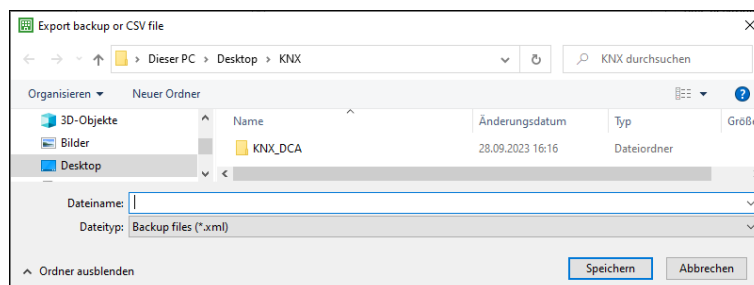 Export backup or CSV file
Dieser PC > Desktop > KNX
KNX durchsuchen
Organisieren
Neuer Ordner
3D-Objekte
Bilder
Desktop
Name Änderungsdatum Typ Größe
KNX_DCA 28.09.2023 16:16 Dateiordner
Dateiname:
Dateityp: Backup files (*.xml)
Ordner ausblenden
Speichern
Abbrechen